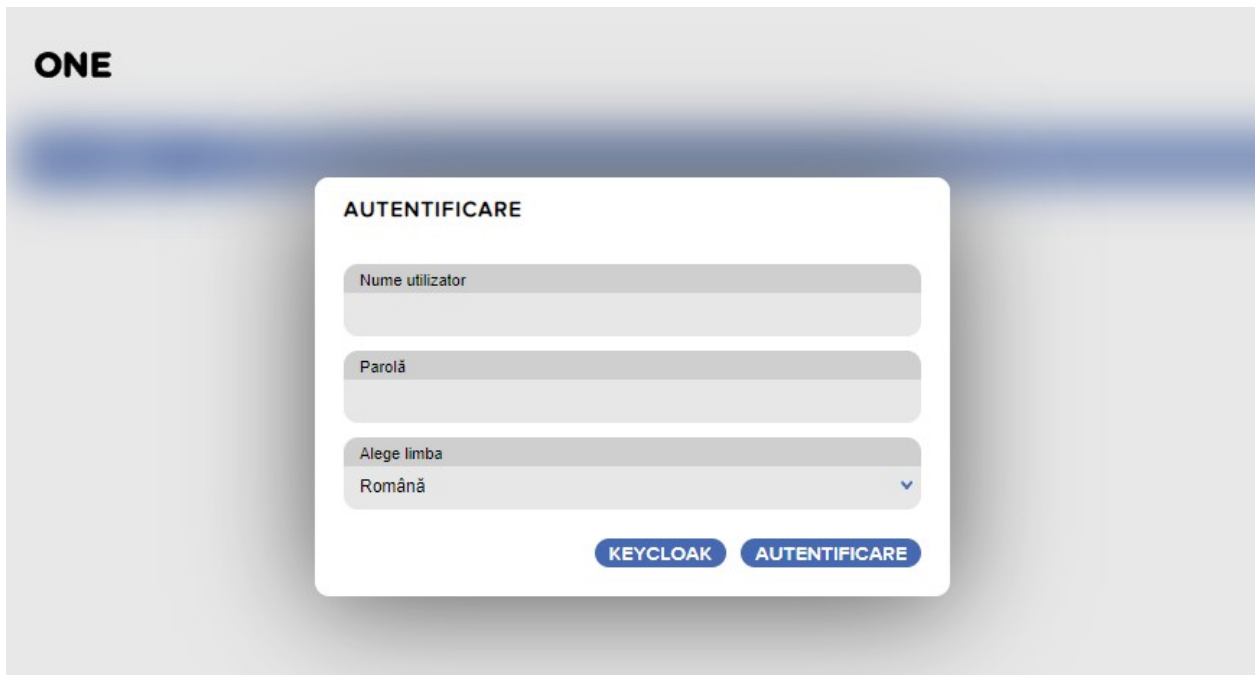 ONE
AUTENTIFICARE
Nume utilizator
Parolă
Alege limba
Română
KEYCLOAK AUTENTIFICARE